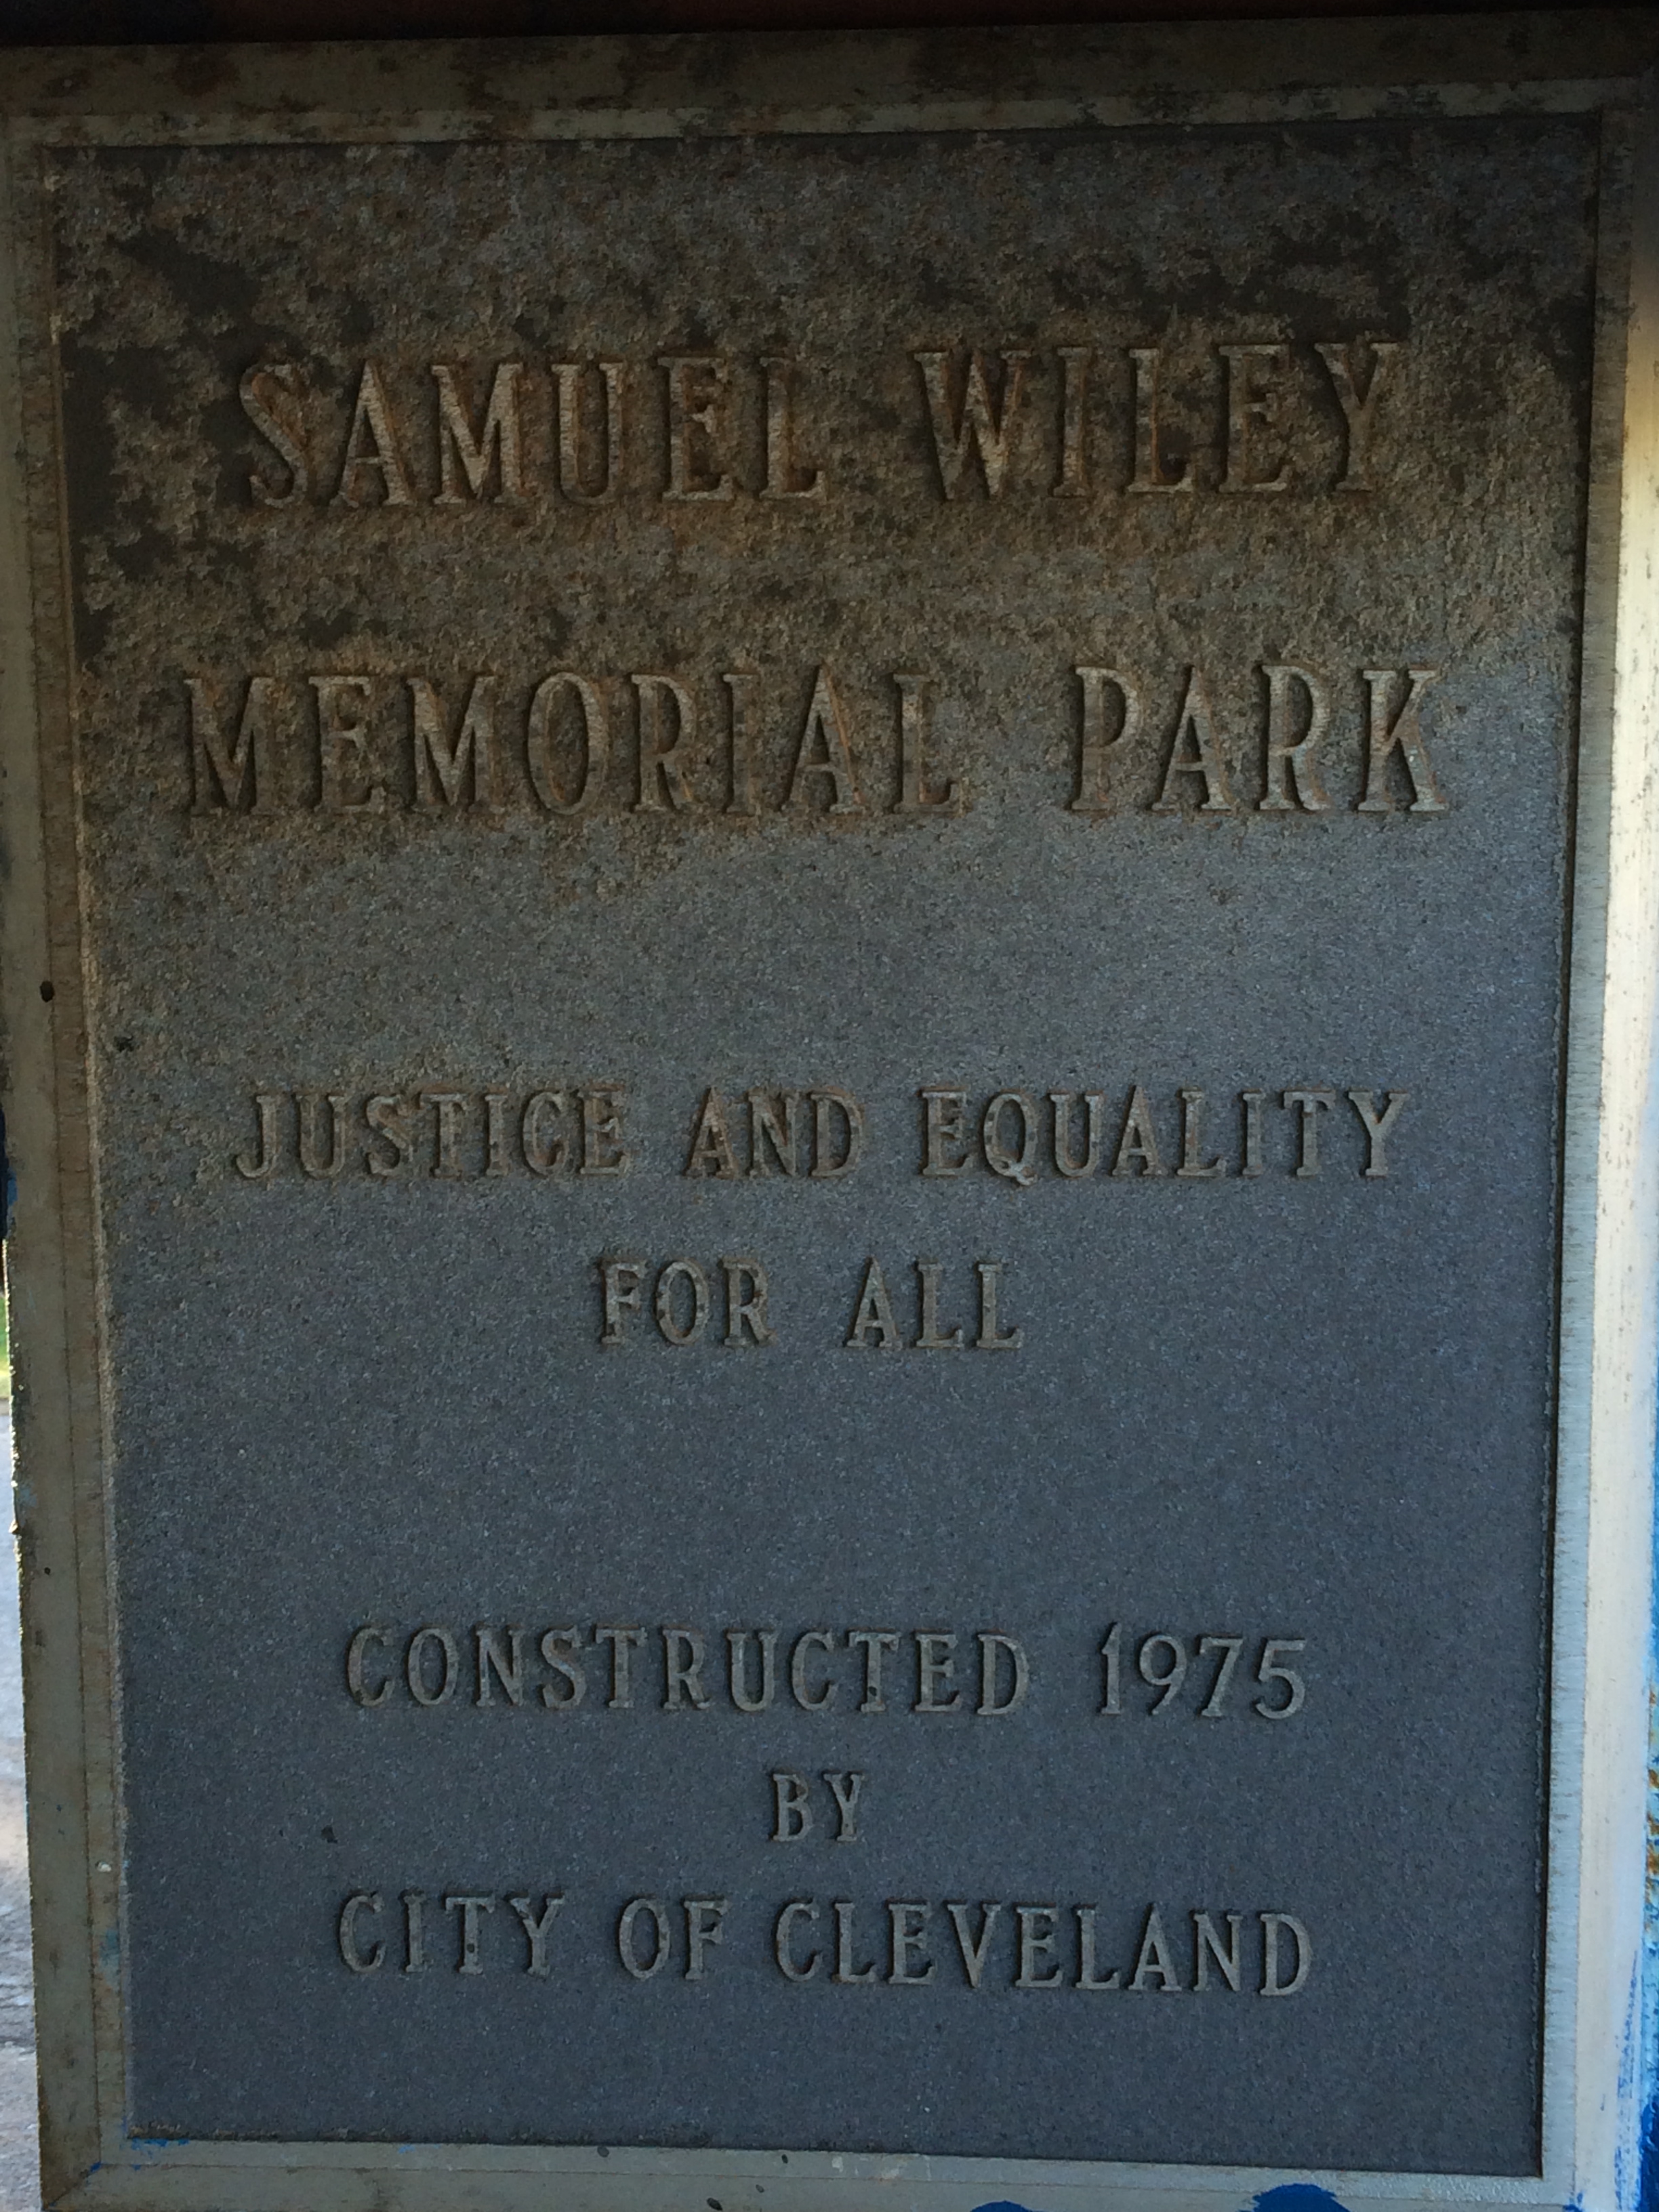 SAMUEL WILEY
MEMORIAL PARK
JUSTICE AND EQUALITY
FOR ALL
CONSTRUCTED 1975
BY
CITY OF CLEVELAND